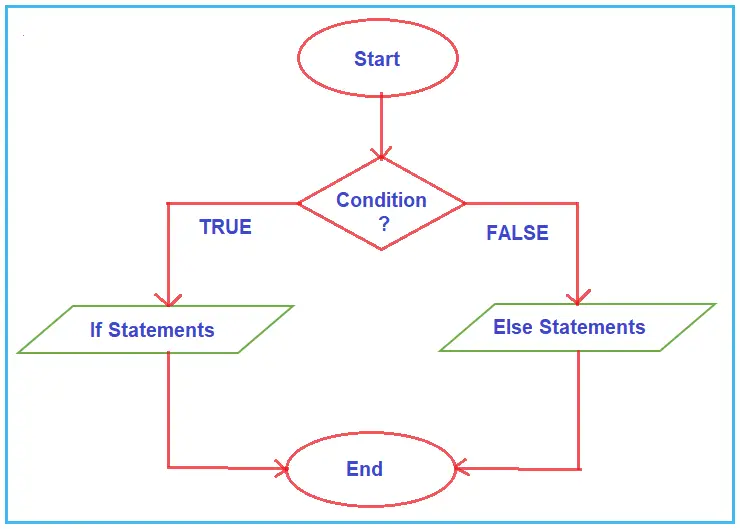 Start
Condition
?
TRUE
FALSE
If Statements
Else Statements
End